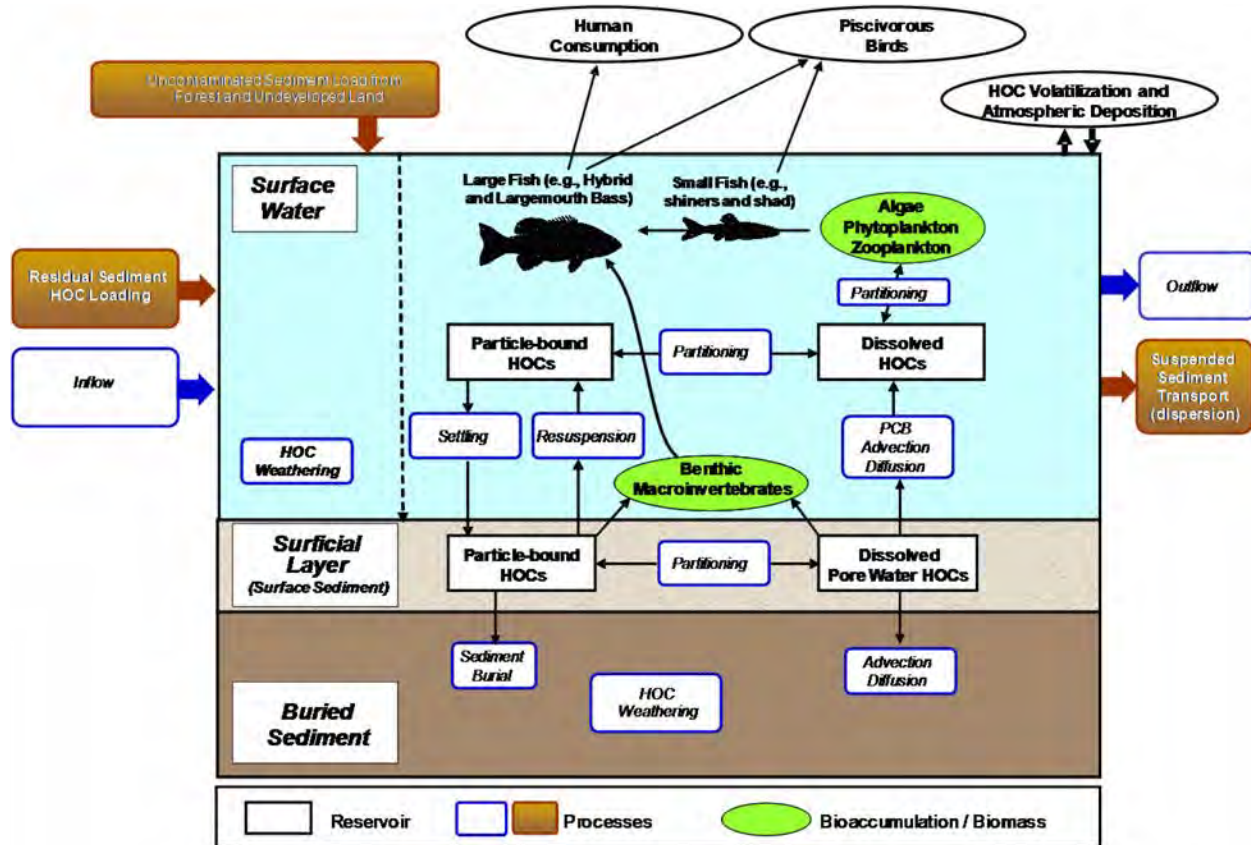 Human
Consumption
Piscivorous
Birds
Uncontaminated Sediment Load from
Forest and Undeveloped Land
HOC Volatilization and
Atmospheric Deposition
Surface
Water
Large Fish (e.g., Hybrid
and Largemouth Bass)
Small Fish (e.g.,
shiners and shad)
Algae
Phytoplankton
Zooplankton
Residual Sediment
HOC Loading
Partitioning
Outflow
Particle-bound
HOCs
Partitioning
Dissolved
HOCs
Inflow
Suspended
Sediment
Transport
(dispersion)
Settling
Resuspension
PCB
Advection
Diffusion
HOC
Weathering
Benthic
Macroinvertebrates
Surficial
Layer
(Surface Sediment)
Particle-bound
HOCs
Partitioning
Dissolved
Pore Water HOCs
Sediment
Burial
Advection
Diffusion
HOC
Weathering
Buried
Sediment
Reservoir
Processes
Bioaccumulation / Biomass